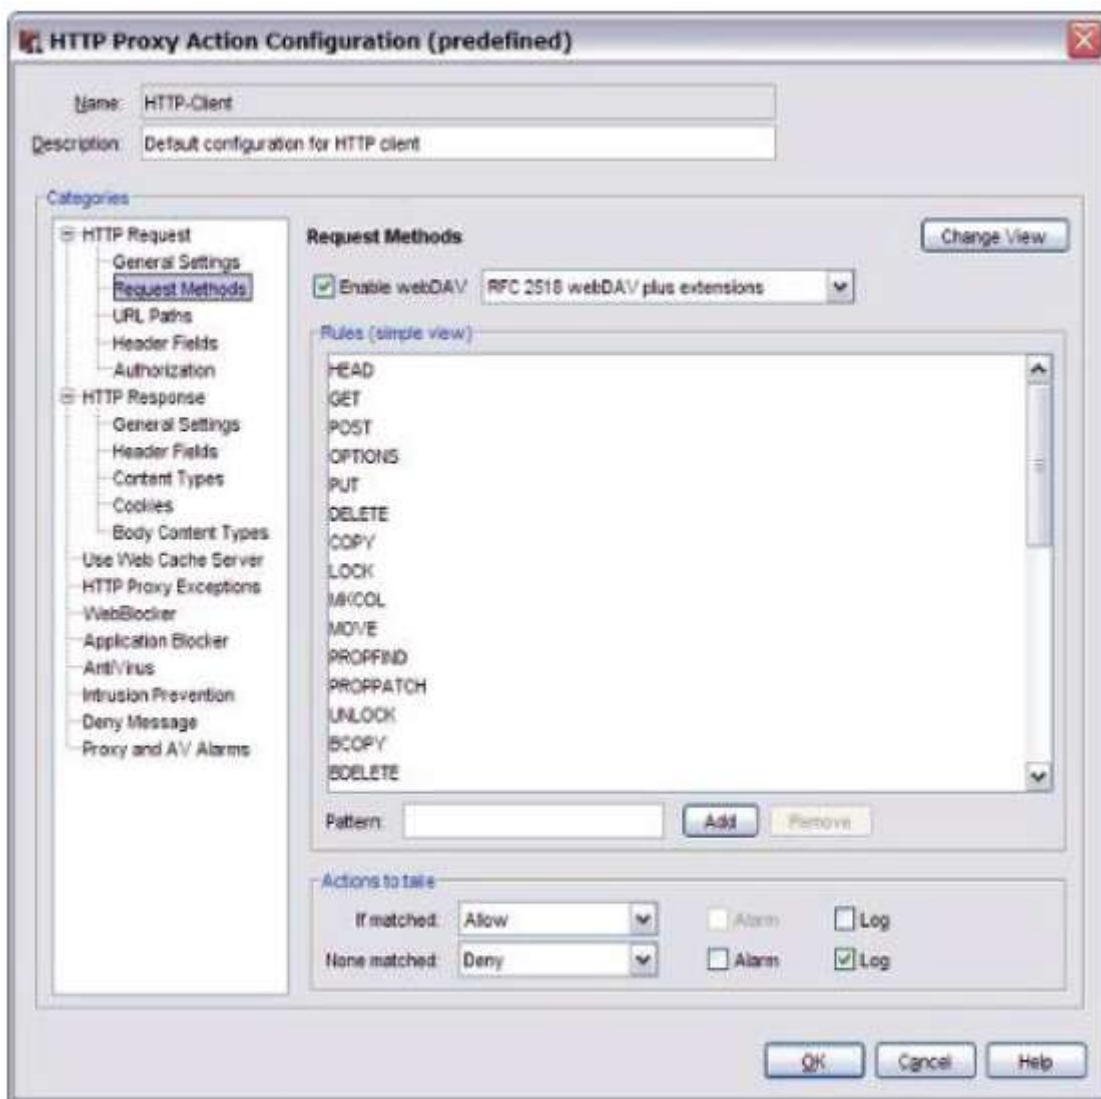 HTTP Proxy Action Configuration (predefined)
Name: HTTP-Client
Description: Default configuration for HTTP client
Categories
HTTP Request
General Settings
Request Methods
URL Paths
Header Fields
Authorization
HTTP Response
General Settings
Header Fields
Content Types
Cookies
Body Content Types
Use Web Cache Server
HTTP Proxy Exceptions
WebBlocker
Application Blocker
AntiVirus
Intrusion Prevention
Deny Message
Proxy and AV Alarms
Request Methods
Change View
Enable webDAV RFC 2518 webDAV plus extensions
Rules (simple view)
HEAD
GET
POST
OPTIONS
PUT
DELETE
COPY
LOCK
MKCOL
MOVE
PROPFIND
PROPPATCH
UNLOCK
BCOPY
BDELETE
Pattern: Add Remove
Actions to take
If matched: Allow Alarm Log
None matched: Deny Alarm Log
OK Cancel Help